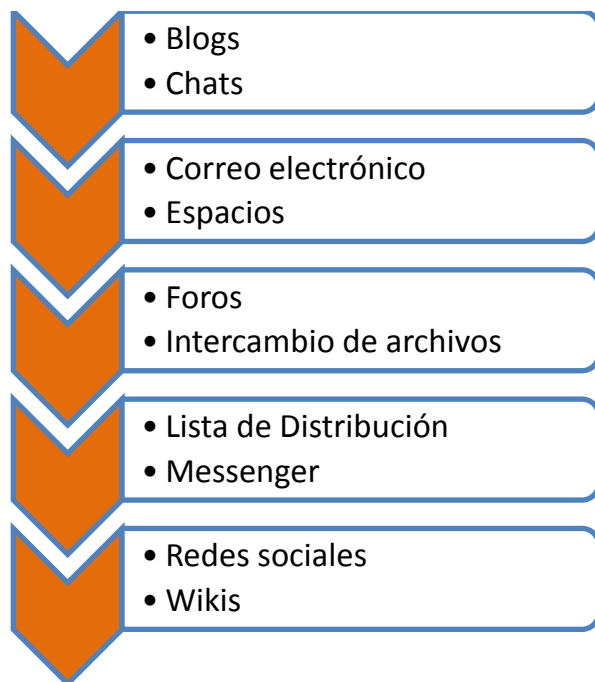 • Blogs
• Chats
• Correo electrónico
• Espacios
• Foros
• Intercambio de archivos
• Lista de Distribución
• Messenger
• Redes sociales
• Wikis